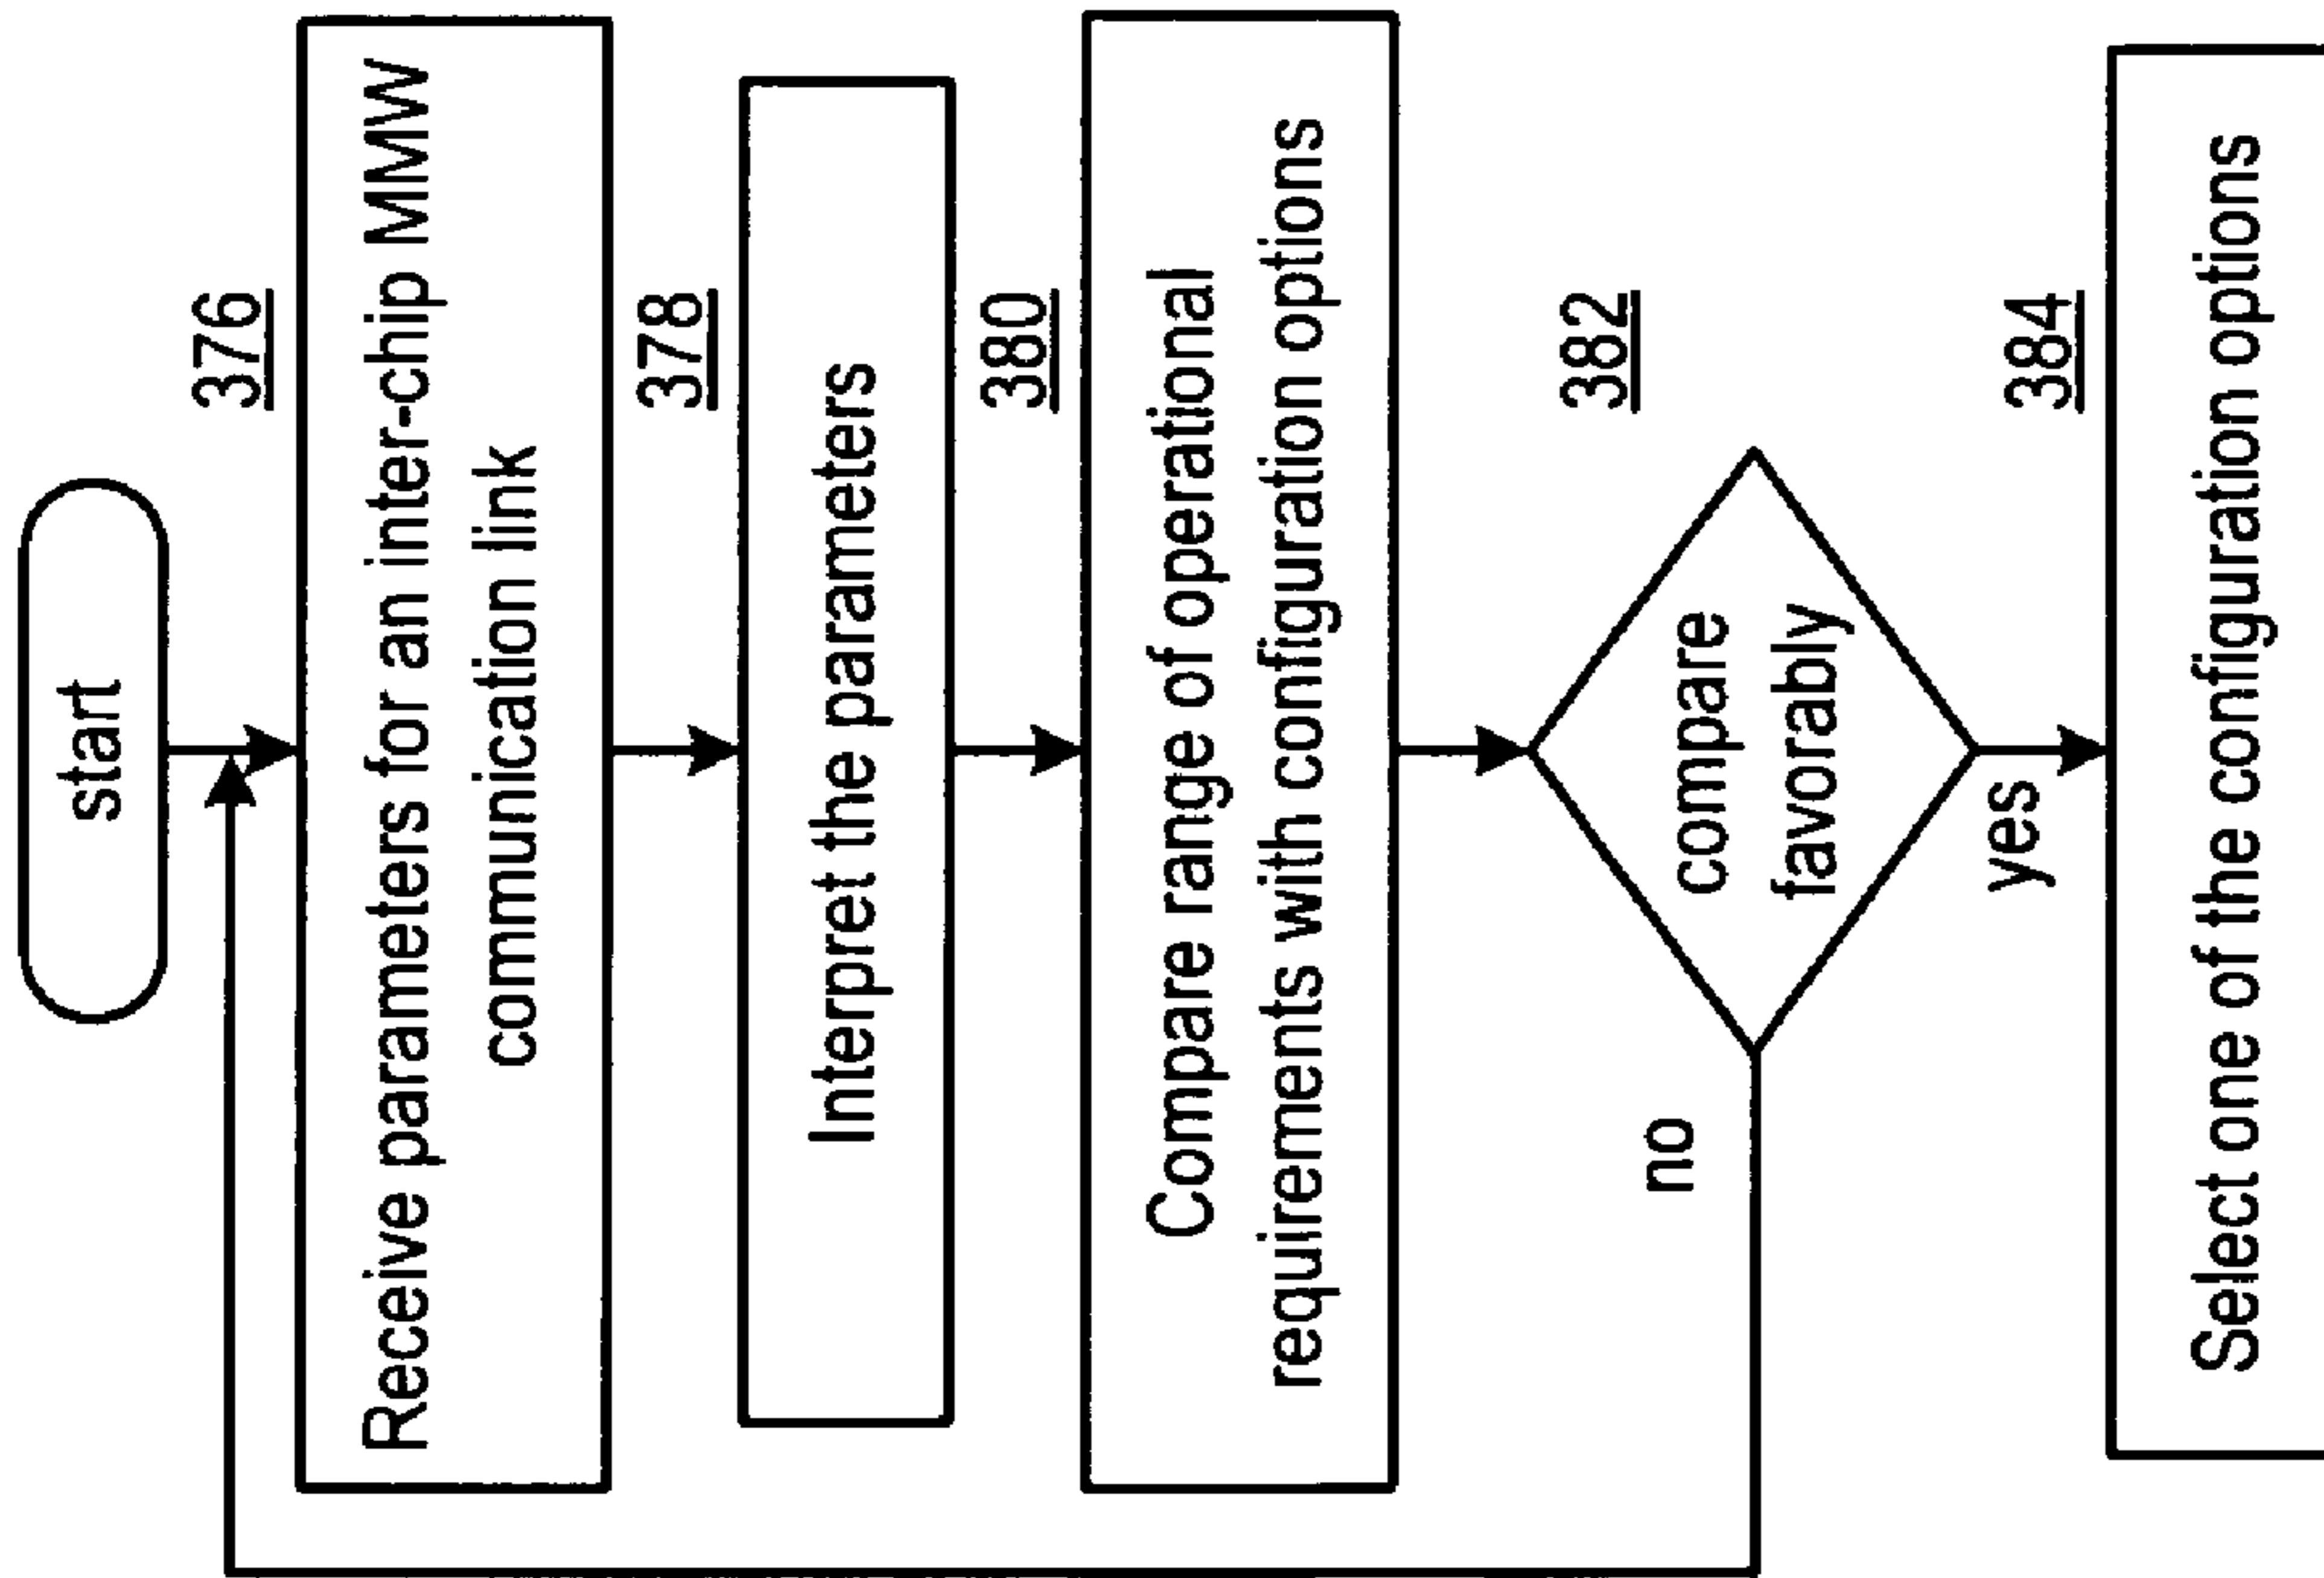 start
376
Receive parameters for an inter-chip MMW
communication link
378
Interpret the parameters
380
Compare range of operational
requirements with configuration options
382
compare
favorably
no
yes
384
Select one of the configuration options